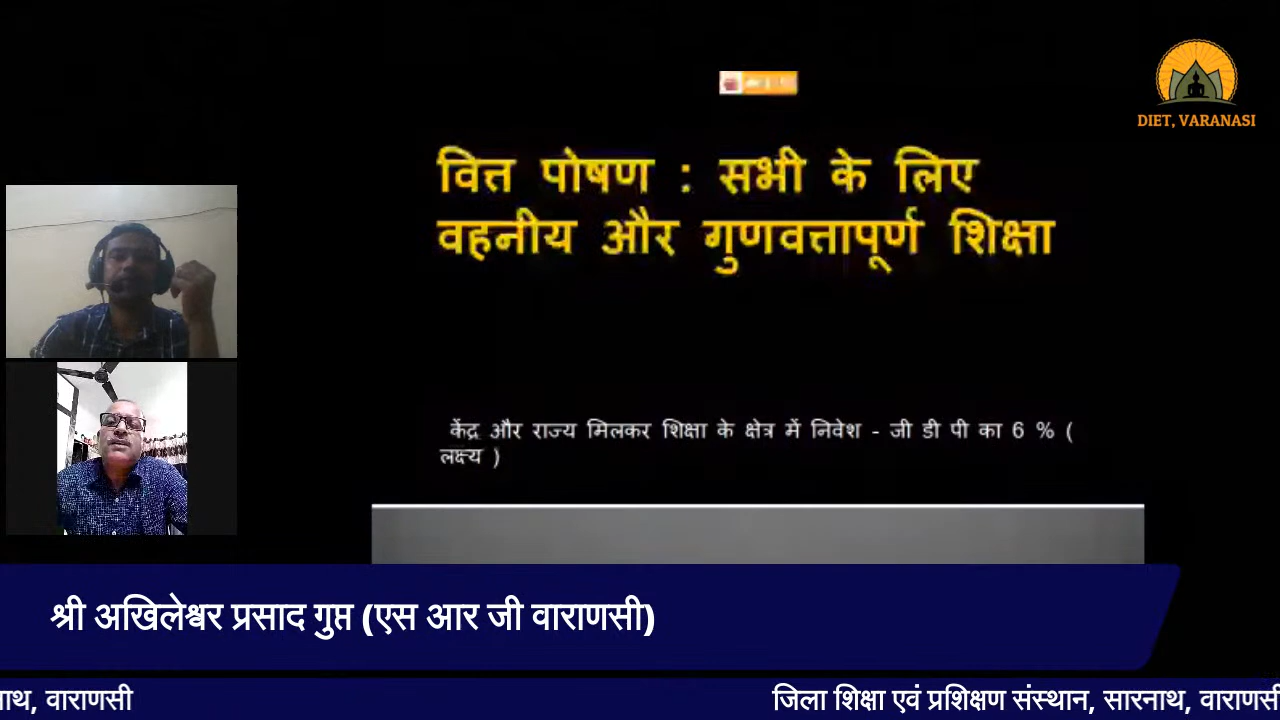 DIET, VARANASI
वित्त पोषण : सभी के लिए
वहनीय और गुणवत्तापूर्ण शिक्षा
केंद्र और राज्य मिलकर शिक्षा के क्षेत्र में निवेश - जी डी पी का 6 % (
लक्ष्य )
श्री अखिलेश्वर प्रसाद गुप्त (एस आर जी वाराणसी)
नाथ, वाराणसी
जिला शिक्षा एवं प्रशिक्षण संस्थान, सारनाथ, वाराणसी